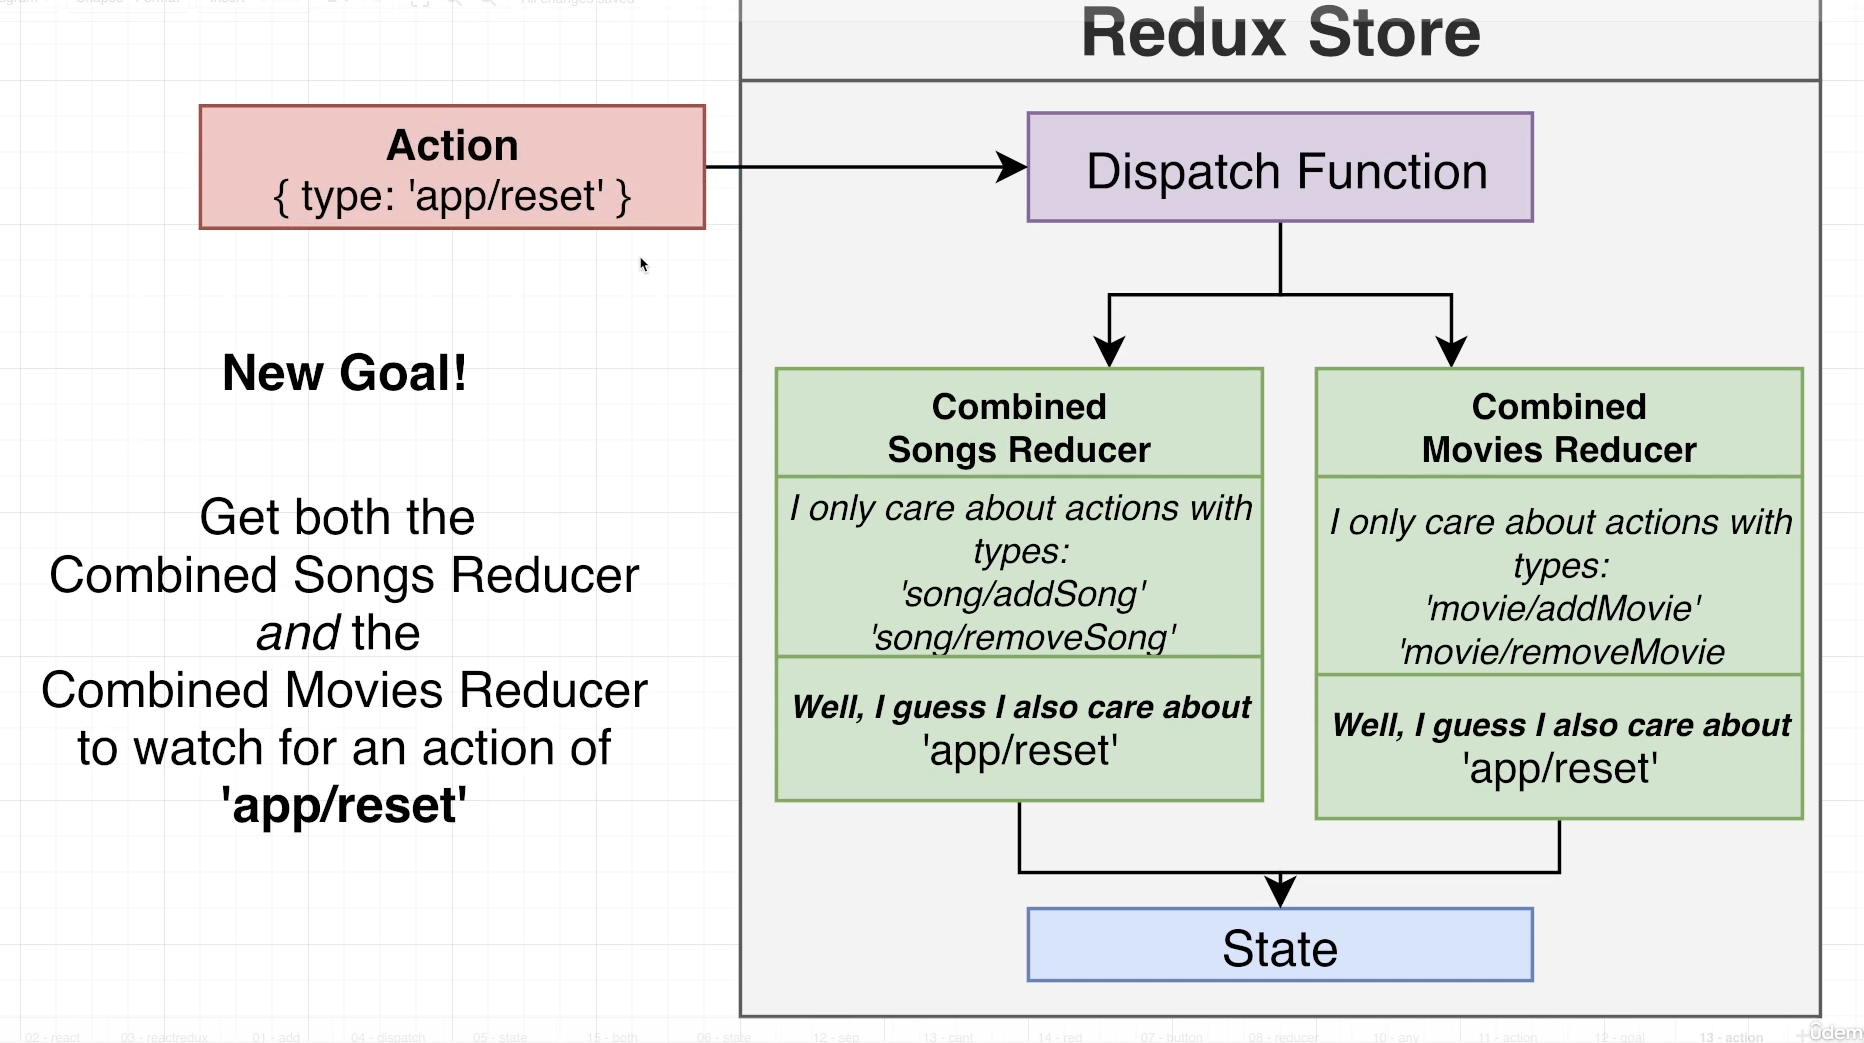 All changes saved
Redux Store
Action
{ type: 'app/reset' }
Dispatch Function
New Goal!
Get both the
Combined Songs Reducer
and the
Combined Movies Reducer
to watch for an action of
'app/reset'
Combined
Songs Reducer
I only care about actions with
types:
'song/addSong'
'song/removeSong'
Well, I guess I also care about
'app/reset'
Combined
Movies Reducer
I only care about actions with
types:
'movie/addMovie'
'movie/removeMovie
Well, I guess I also care about
'app/reset'
State
02 - react 03 - reactredux 01 - add 04 - dispatch 05 - state 15 - both 06 - state 12 - sep 13 - cent 14 - red 07 - button 08 - reducer 10 - any 11 - action 12 - goal 13 - action